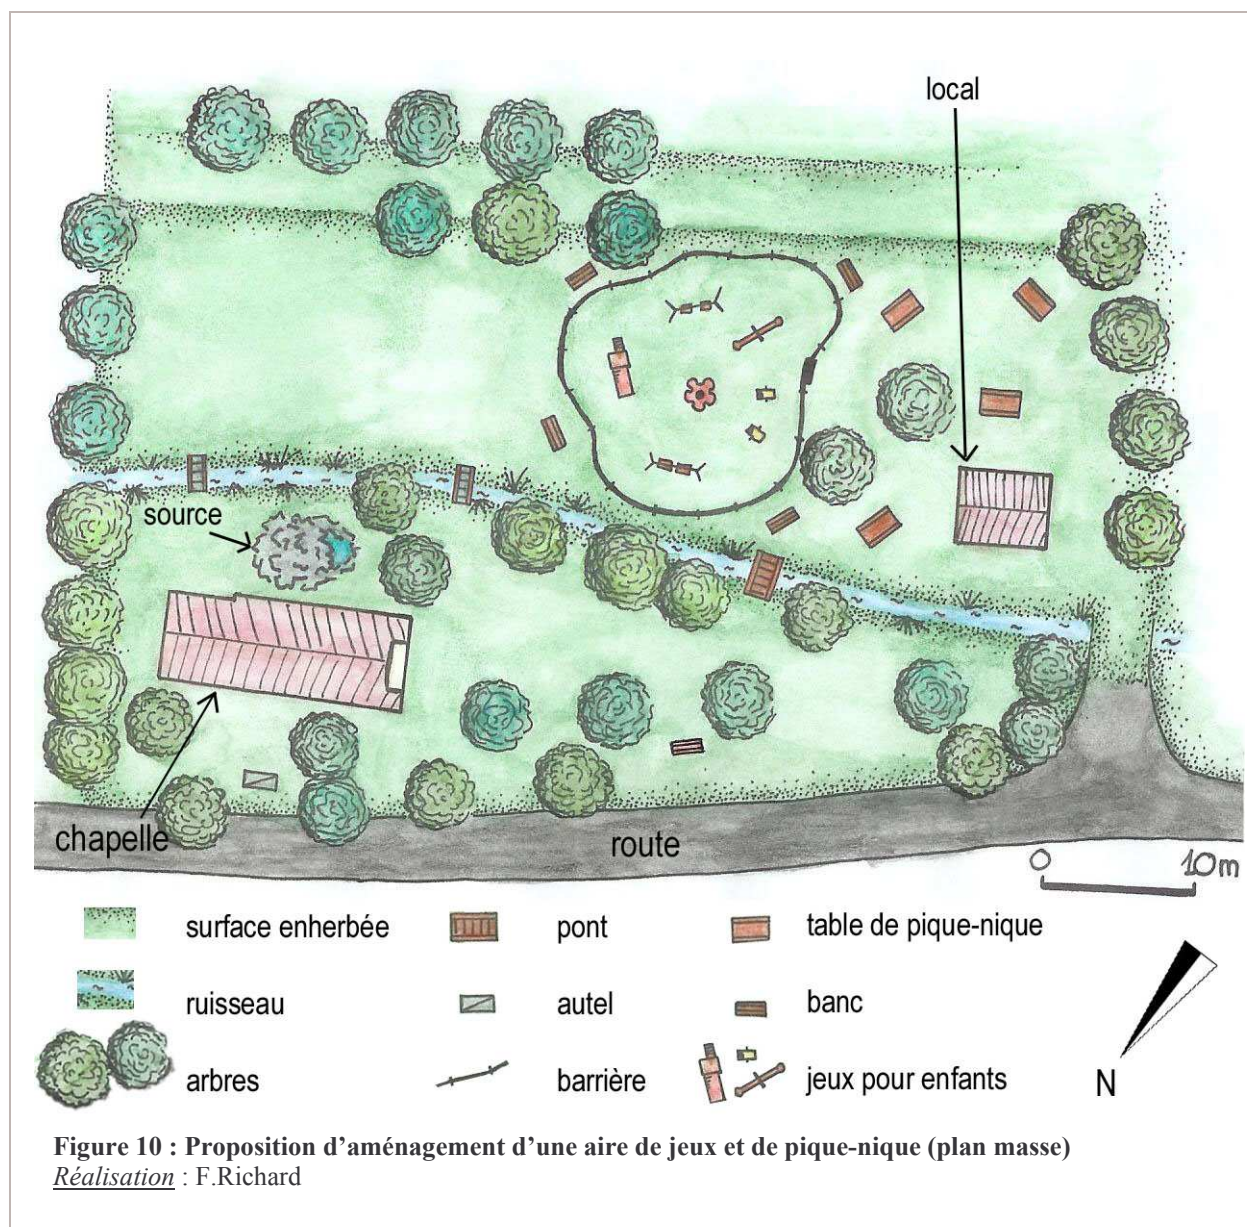 local
source
chapelle
route
0 10m
surface enherbée
pont
table de pique-nique
ruisseau
autel
banc
arbres
barrière
jeux pour enfants
N
Figure 10 : Proposition d’aménagement d’une aire de jeux et de pique-nique (plan masse)
Réalisation : F.Richard